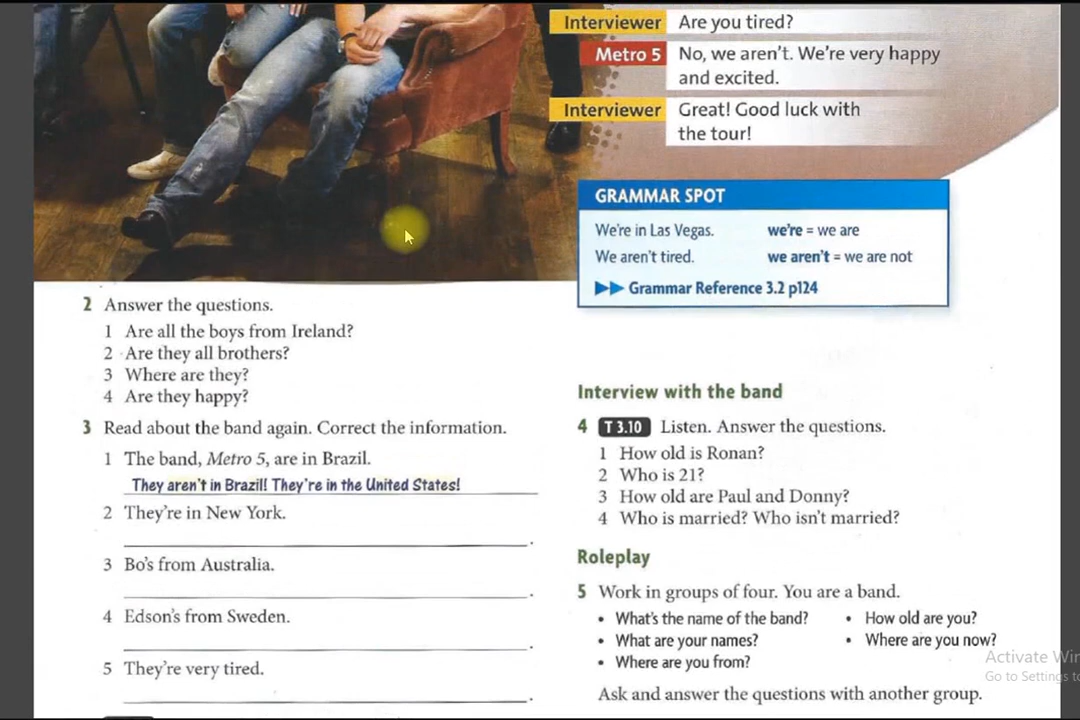 Interviewer Are you tired?
Metro 5 No, we aren't. We're very happy
and excited.
Interviewer Great! Good luck with
the tour!
GRAMMAR SPOT
We're in Las Vegas. we're = we are
We aren't tired. we aren't = we are not
Grammar Reference 3.2 p124
2 Answer the questions.
1 Are all the boys from Ireland?
2 Are they all brothers?
3 Where are they?
4 Are they happy?
3 Read about the band again. Correct the information.
1 The band, Metro 5, are in Brazil.
They aren't in Brazil! They're in the United States!
2 They're in New York.
3 Bo's from Australia.
4 Edson's from Sweden.
5 They're very tired.
Interview with the band
4 T 3.10 Listen. Answer the questions.
1 How old is Ronan?
2 Who is 21?
3 How old are Paul and Donny?
4 Who is married? Who isn't married?
Roleplay
5 Work in groups of four. You are a band.
• What's the name of the band? • How old are you?
• What are your names? • Where are you now?
• Where are you from?
Ask and answer the questions with another group.
Activate Win
Go to Settings to